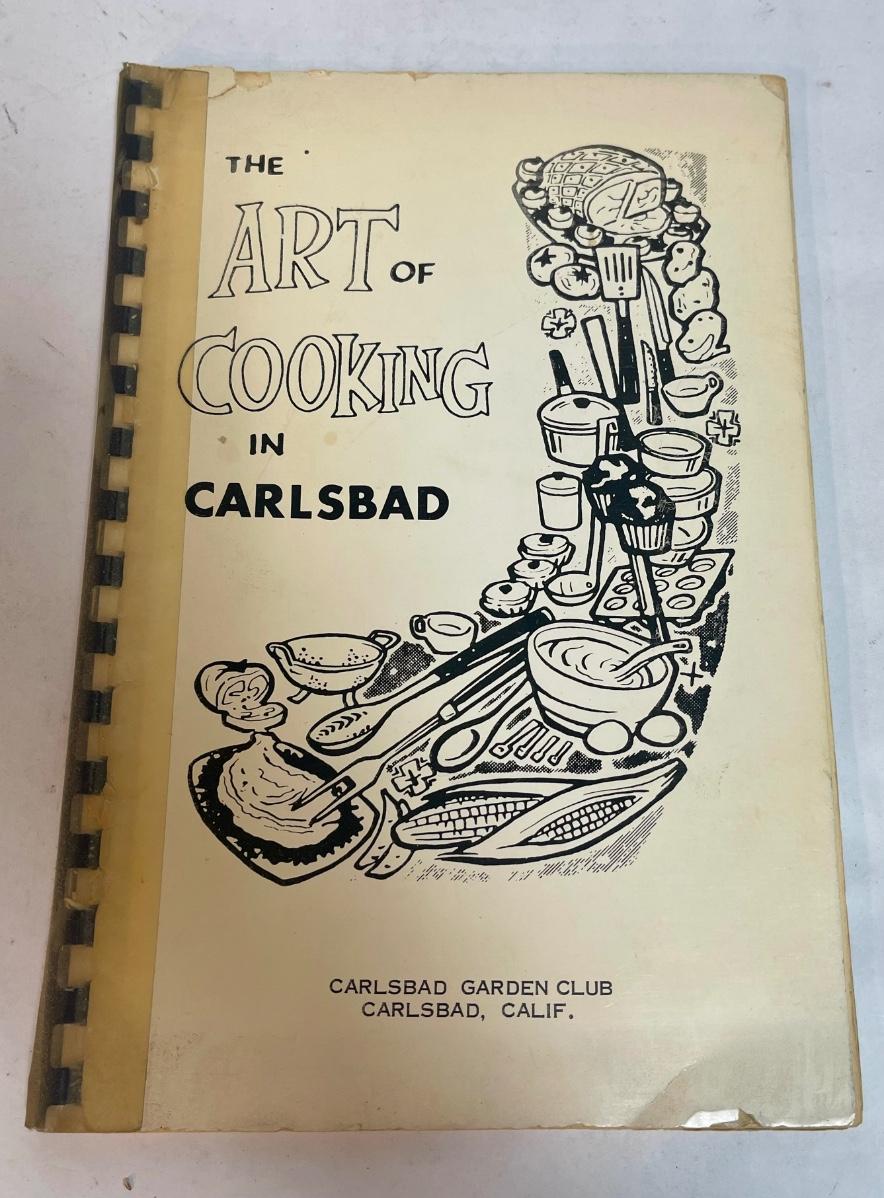 THE
ART OF
COOKING
IN
CARLSBAD
CARLSBAD GARDEN CLUB
CARLSBAD, CALIF.